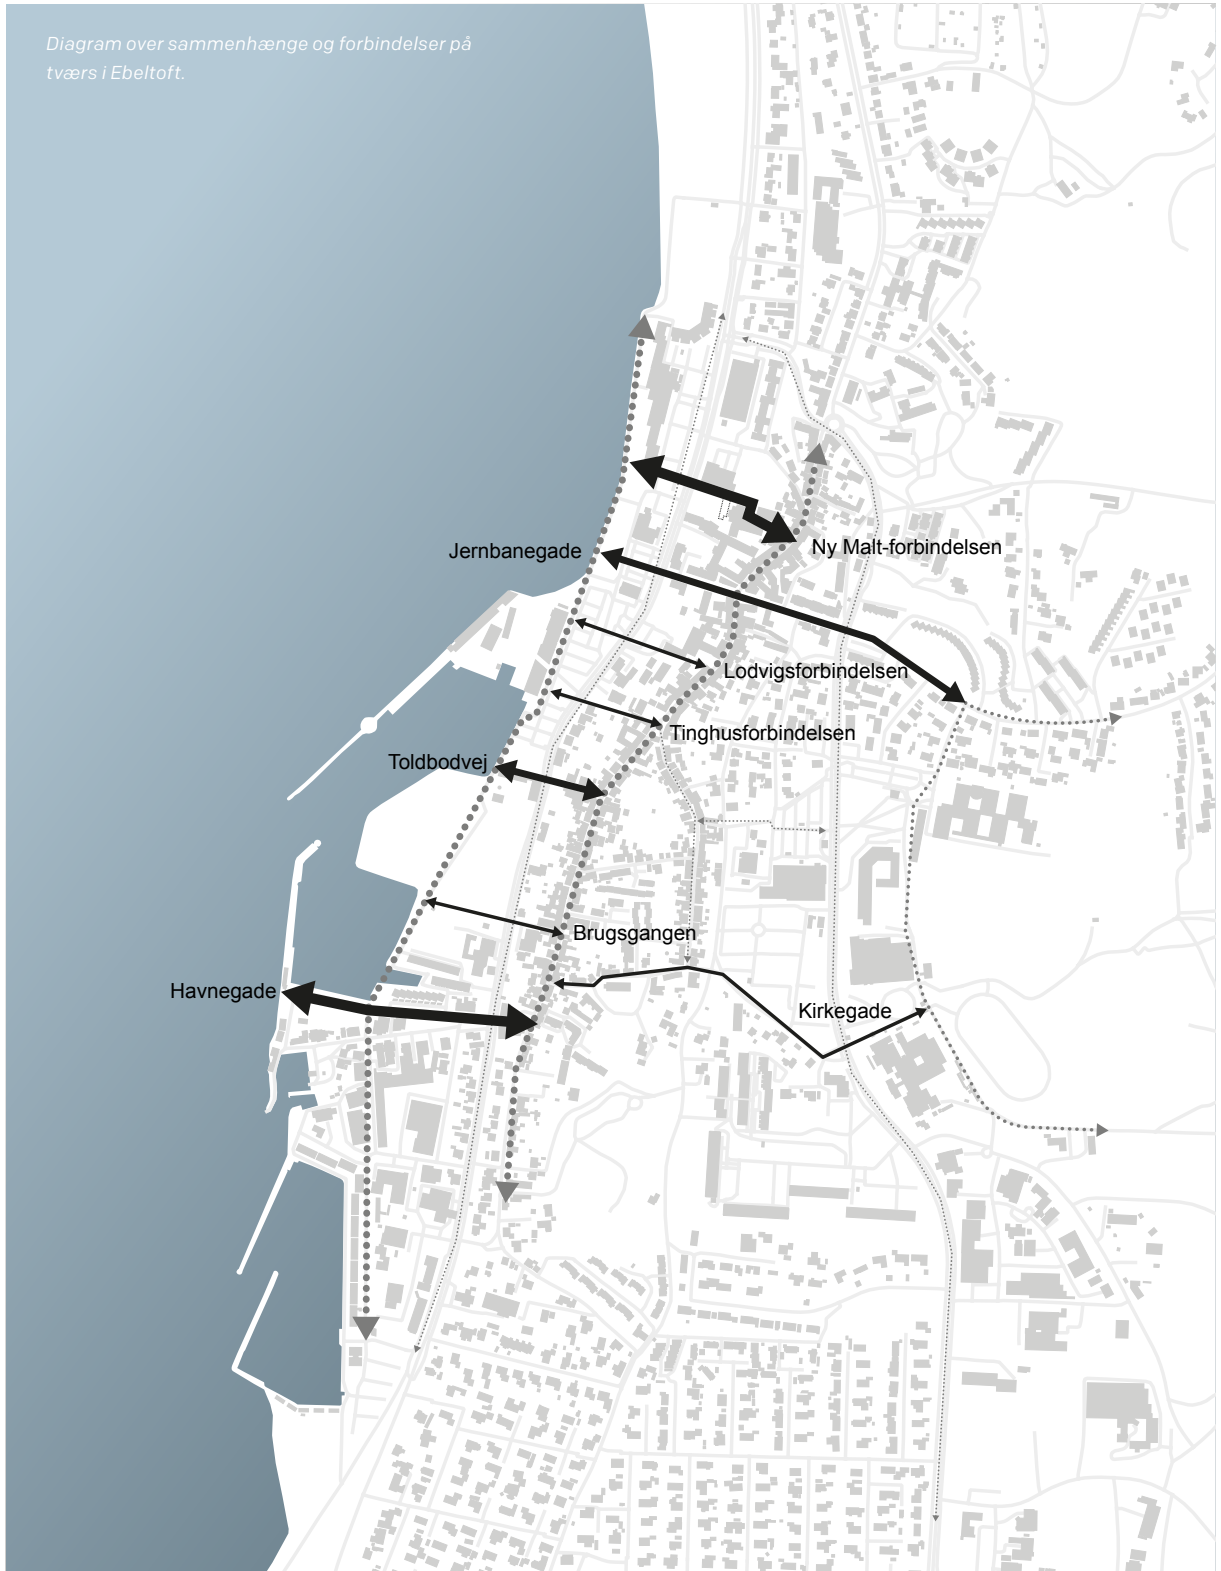 Diagram over sammenhænge og forbindelser på
tværs i Ebeltoft.
Jernbanegade
Ny Malt-forbindelsen
Lodvigsforbindelsen
Tinghusforbindelsen
Toldbodvej
Brugsgangen
Havnegade
Kirkegade